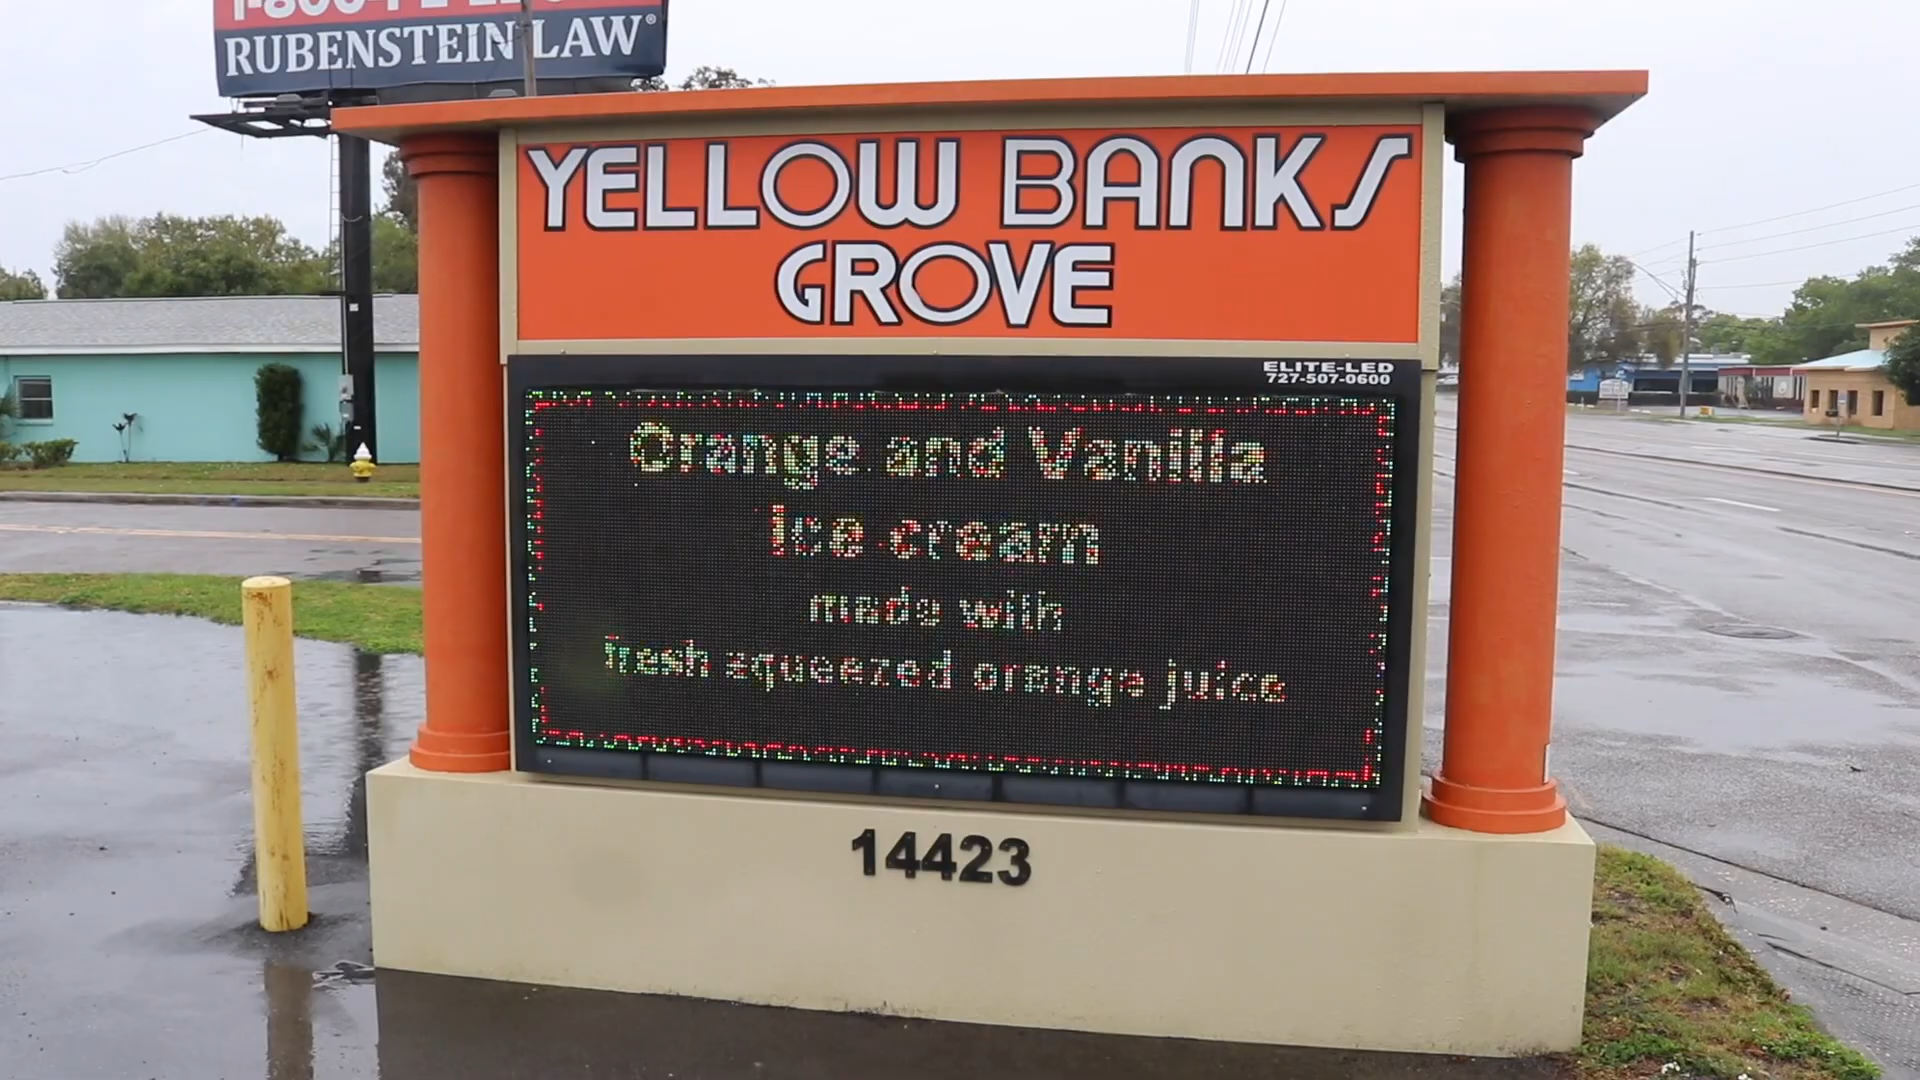 RUBENSTEIN LAW®
YELLOW BANKS
GROVE
ELITE-LED
727-507-0600
Orange and Vanilla
Ice cream
made with
fresh squeezed orange juice
14423